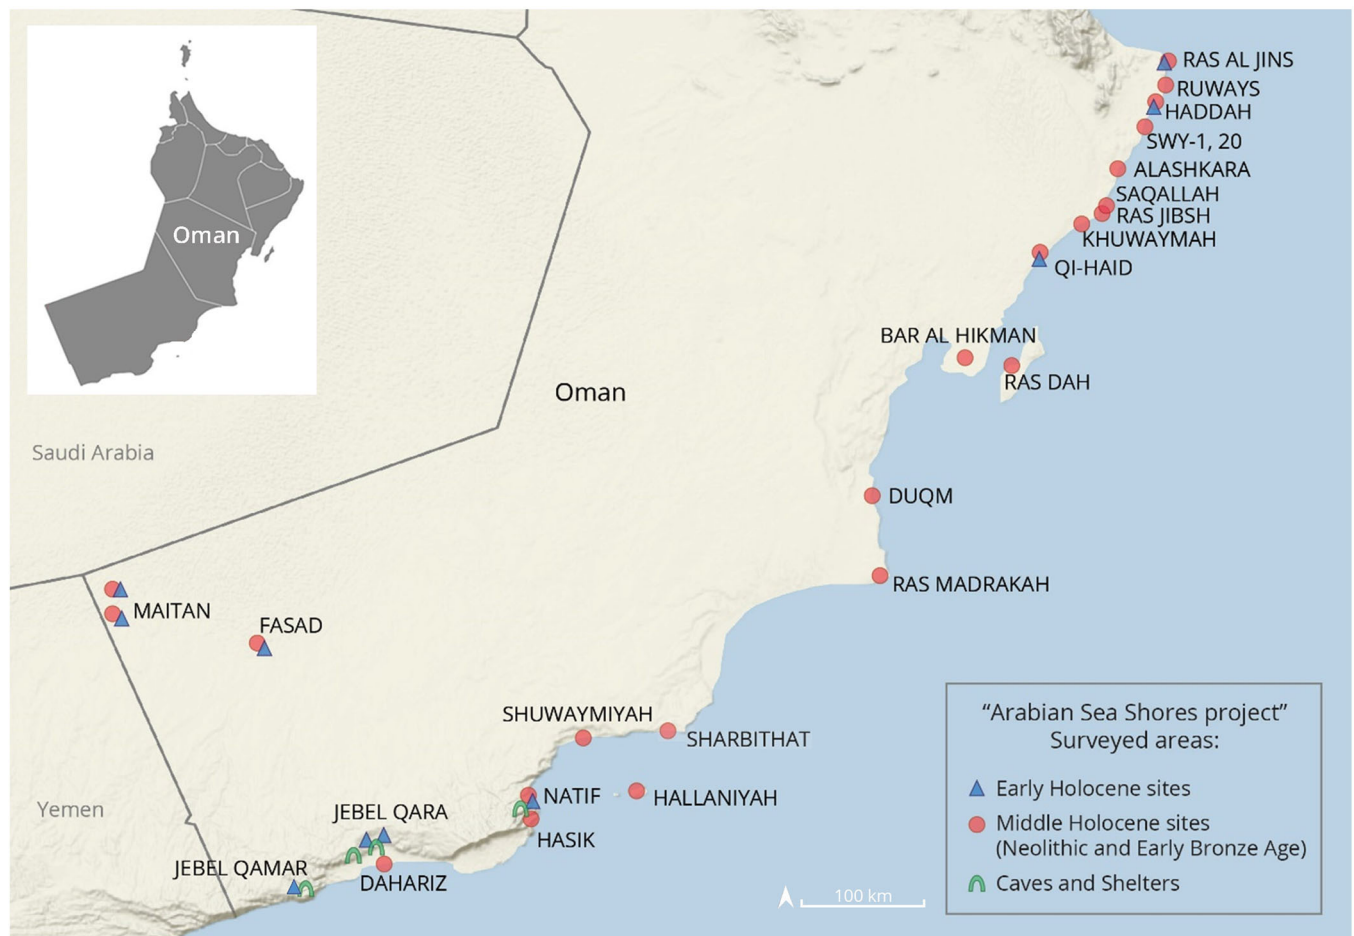 Oman
RAS AL JINS
RUWAYS
HADDAH
SWY-1, 20
ALASHKARA
SAQALLAH
RAS JIBSH
KHUWAYMAH
QI-HAID
BAR AL HIKMAN
RAS DAH
Oman
Saudi Arabia
DUQM
RAS MADRAKAH
MAITAN
FASAD
SHUWAYMIYAH
SHARBITHAT
NATIF
HALLANIYAH
HASIK
Yemen
JEBEL QARA
JEBEL QAMAR
DAHARIZ
100 km
“Arabian Sea Shores project”
Surveyed areas:
Early Holocene sites
Middle Holocene sites
(Neolithic and Early Bronze Age)
Caves and Shelters